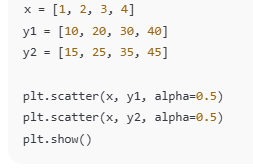 x = [1, 2, 3, 4]
y1 = [10, 20, 30, 40]
y2 = [15, 25, 35, 45]
plt.scatter(x, y1, alpha=0.5)
plt.scatter(x, y2, alpha=0.5)
plt.show()